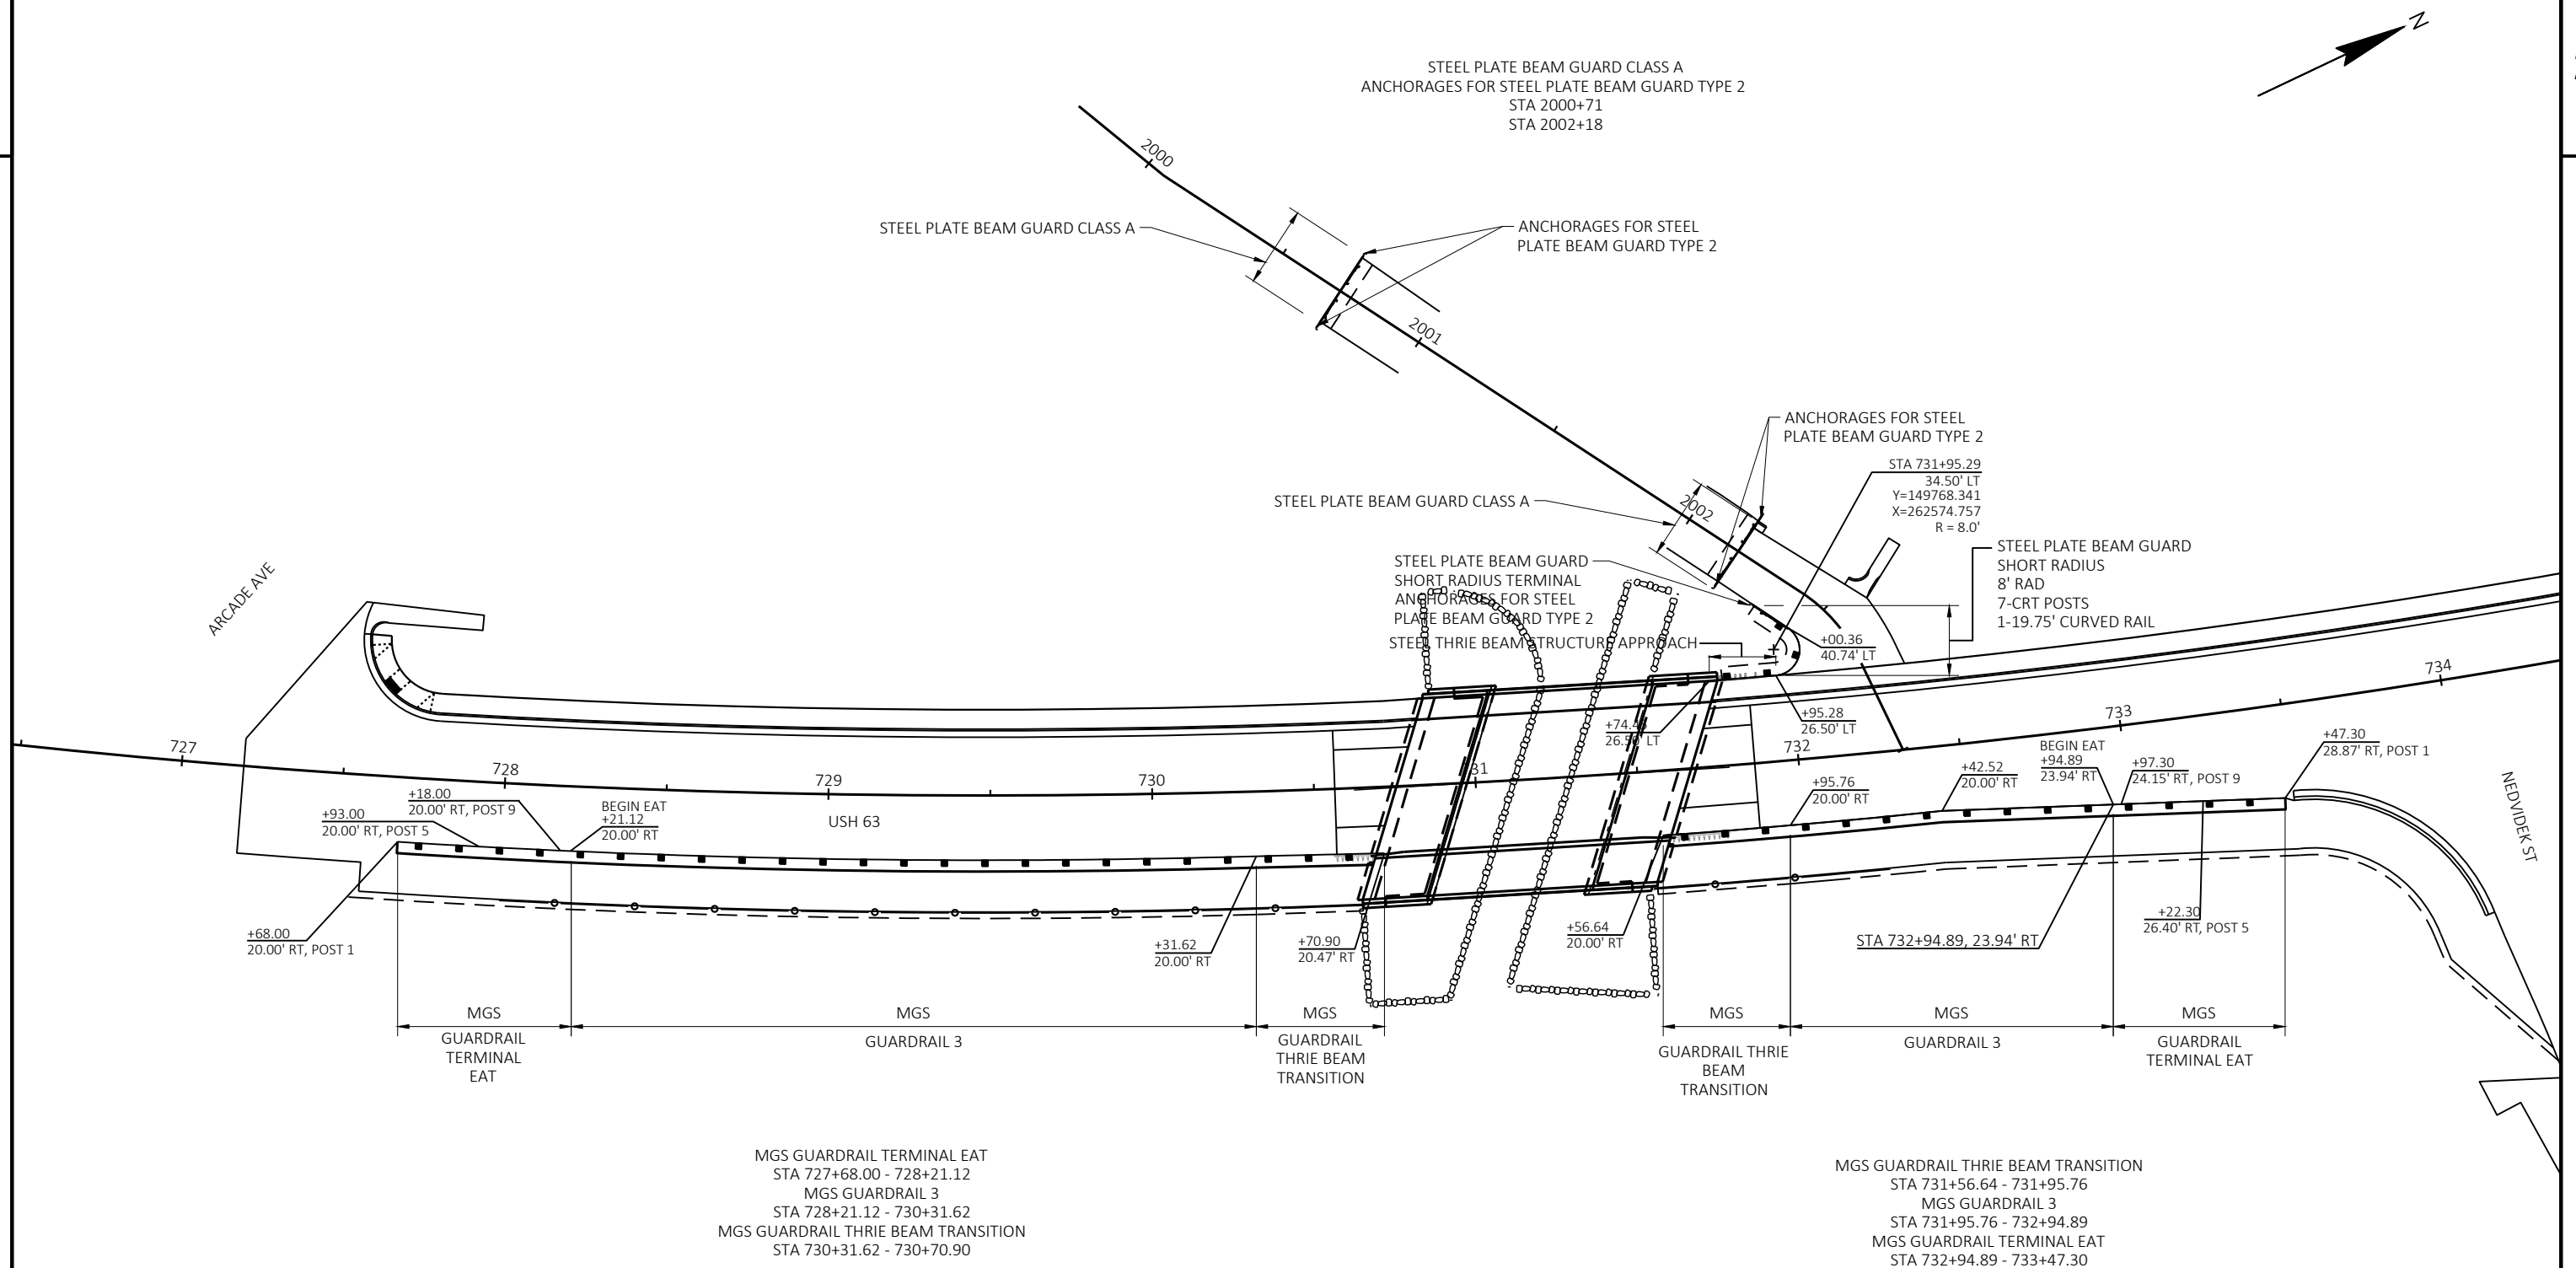 N
STEEL PLATE BEAM GUARD CLASS A
ANCHORAGES FOR STEEL PLATE BEAM GUARD TYPE 2
STA 2000+71
STA 2002+18
2000
STEEL PLATE BEAM GUARD CLASS A
ANCHORAGES FOR STEEL
PLATE BEAM GUARD TYPE 2
2001
ANCHORAGES FOR STEEL
PLATE BEAM GUARD TYPE 2
STA 731+95.29
34.50' LT
Y=149768.341
X=262574.757
R = 8.0'
STEEL PLATE BEAM GUARD CLASS A
2002
STEEL PLATE BEAM GUARD
SHORT RADIUS TERMINAL
ANCHORAGES FOR STEEL
PLATE BEAM GUARD TYPE 2
STEEL THRIE BEAM STRUCTURE APPROACH
STEEL PLATE BEAM GUARD
SHORT RADIUS
8' RAD
7-CRT POSTS
1-19.75' CURVED RAIL
+00.36
40.74' LT
ARCADE AVE
727
728
729
730
31
732
733
734
26.50' LT
+95.28
26.50' LT
+47.30
28.87' RT, POST 1
BEGIN EAT
+94.89
23.94' RT
+97.30
24.15' RT, POST 9
+42.52
20.00' RT
+95.76
20.00' RT
NEDVIDEK ST
+18.00
20.00' RT, POST 9
+93.00
20.00' RT, POST 5
BEGIN EAT
+21.12
20.00' RT
USH 63
+68.00
20.00' RT, POST 1
+31.62
20.00' RT
+70.90
20.47' RT
+56.64
20.00' RT
STA 732+94.89, 23.94' RT
+22.30
26.40' RT, POST 5
MGS
GUARDRAIL
TERMINAL
EAT
MGS
GUARDRAIL 3
MGS
GUARDRAIL
THRIE BEAM
TRANSITION
MGS
GUARDRAIL THRIE
BEAM
TRANSITION
MGS
GUARDRAIL 3
MGS
GUARDRAIL
TERMINAL EAT
MGS GUARDRAIL TERMINAL EAT
STA 727+68.00 - 728+21.12
MGS GUARDRAIL 3
STA 728+21.12 - 730+31.62
MGS GUARDRAIL THRIE BEAM TRANSITION
STA 730+31.62 - 730+70.90
MGS GUARDRAIL THRIE BEAM TRANSITION
STA 731+56.64 - 731+95.76
MGS GUARDRAIL 3
STA 731+95.76 - 732+94.89
MGS GUARDRAIL TERMINAL EAT
STA 732+94.89 - 733+47.30